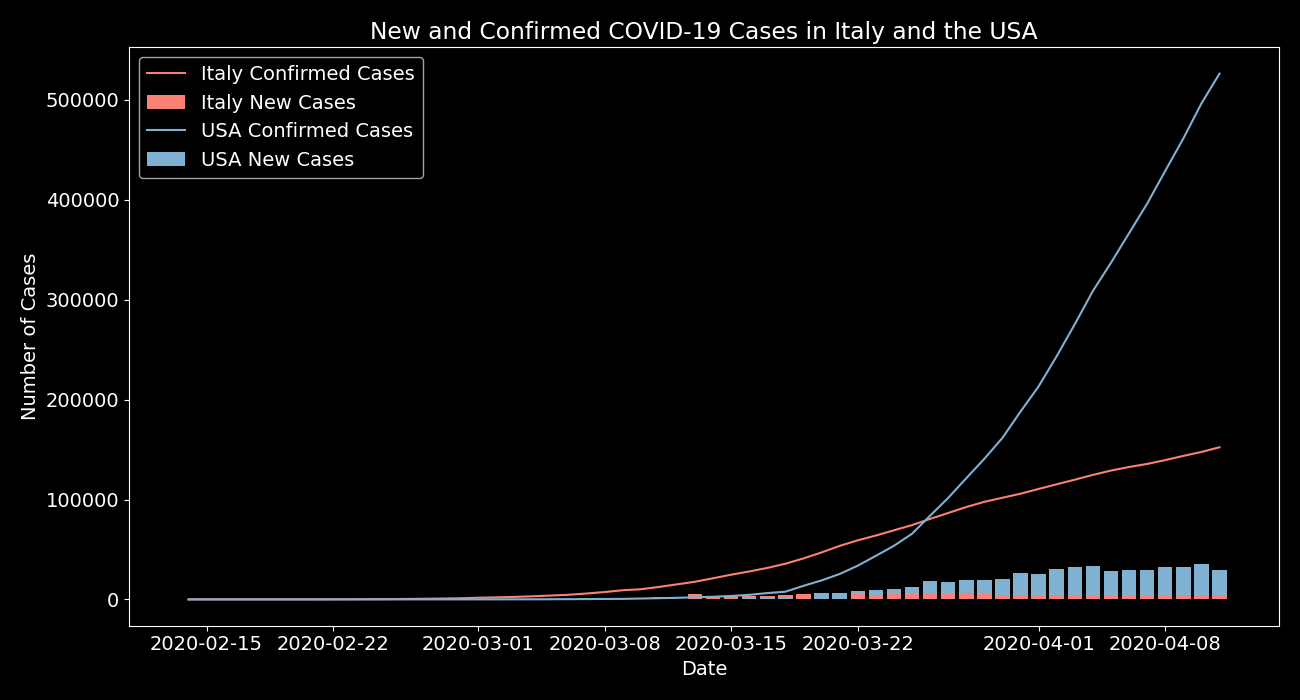 New and Confirmed COVID-19 Cases in Italy and the USA
Italy Confirmed Cases
Italy New Cases
USA Confirmed Cases
USA New Cases
Number of Cases
500000
400000
300000
200000
100000
0
2020-02-15 2020-02-22 2020-03-01 2020-03-08 2020-03-15 2020-03-22 2020-04-01 2020-04-08
Date